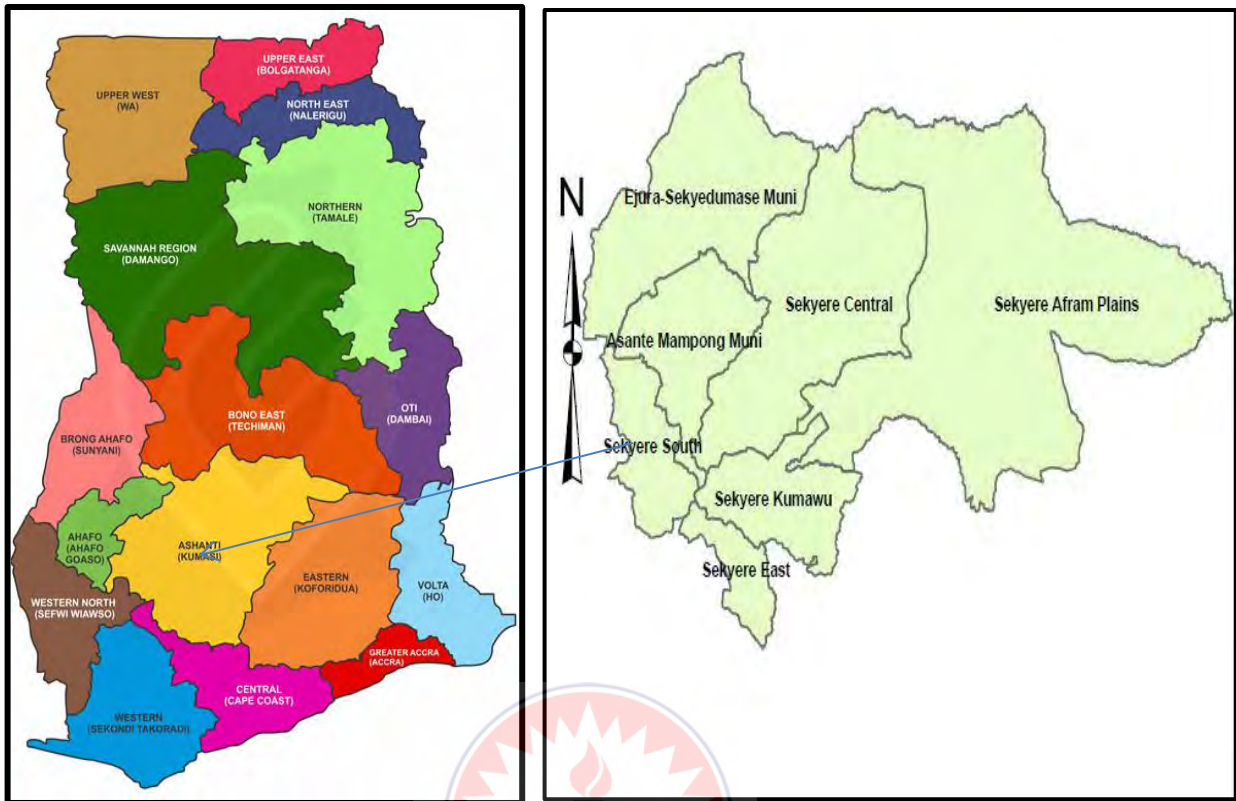 UPPER EAST
(BOLGATANGA)
UPPER WEST
(WA)
NORTH EAST
(NALERIGU)
NORTHERN
(TAMALE)
SAVANNAH REGION
(DAMANGO)
OTI
(DAMBAI)
BONO EAST
(TECHIMAN)
BRONG AHAFO
(SUNYANI)
AHAFO
(AHAFO
GOASO)
ASHANTI
(KUMASI)
EASTERN
(KOFORIDUA)
VOLTA
(HO)
WESTERN NORTH
(SEFWI WIAWSO)
GREATER ACCRA
(ACCRA)
CENTRAL
(CAPE COAST)
WESTERN
(SEKONDI TAKORADI)
N
Ejura-Sekyedumase Muni
Sekyere Central
Sekyere Afram Plains
Asante Mampong Muni
Sekyere South
Sekyere Kumawu
Sekyere East